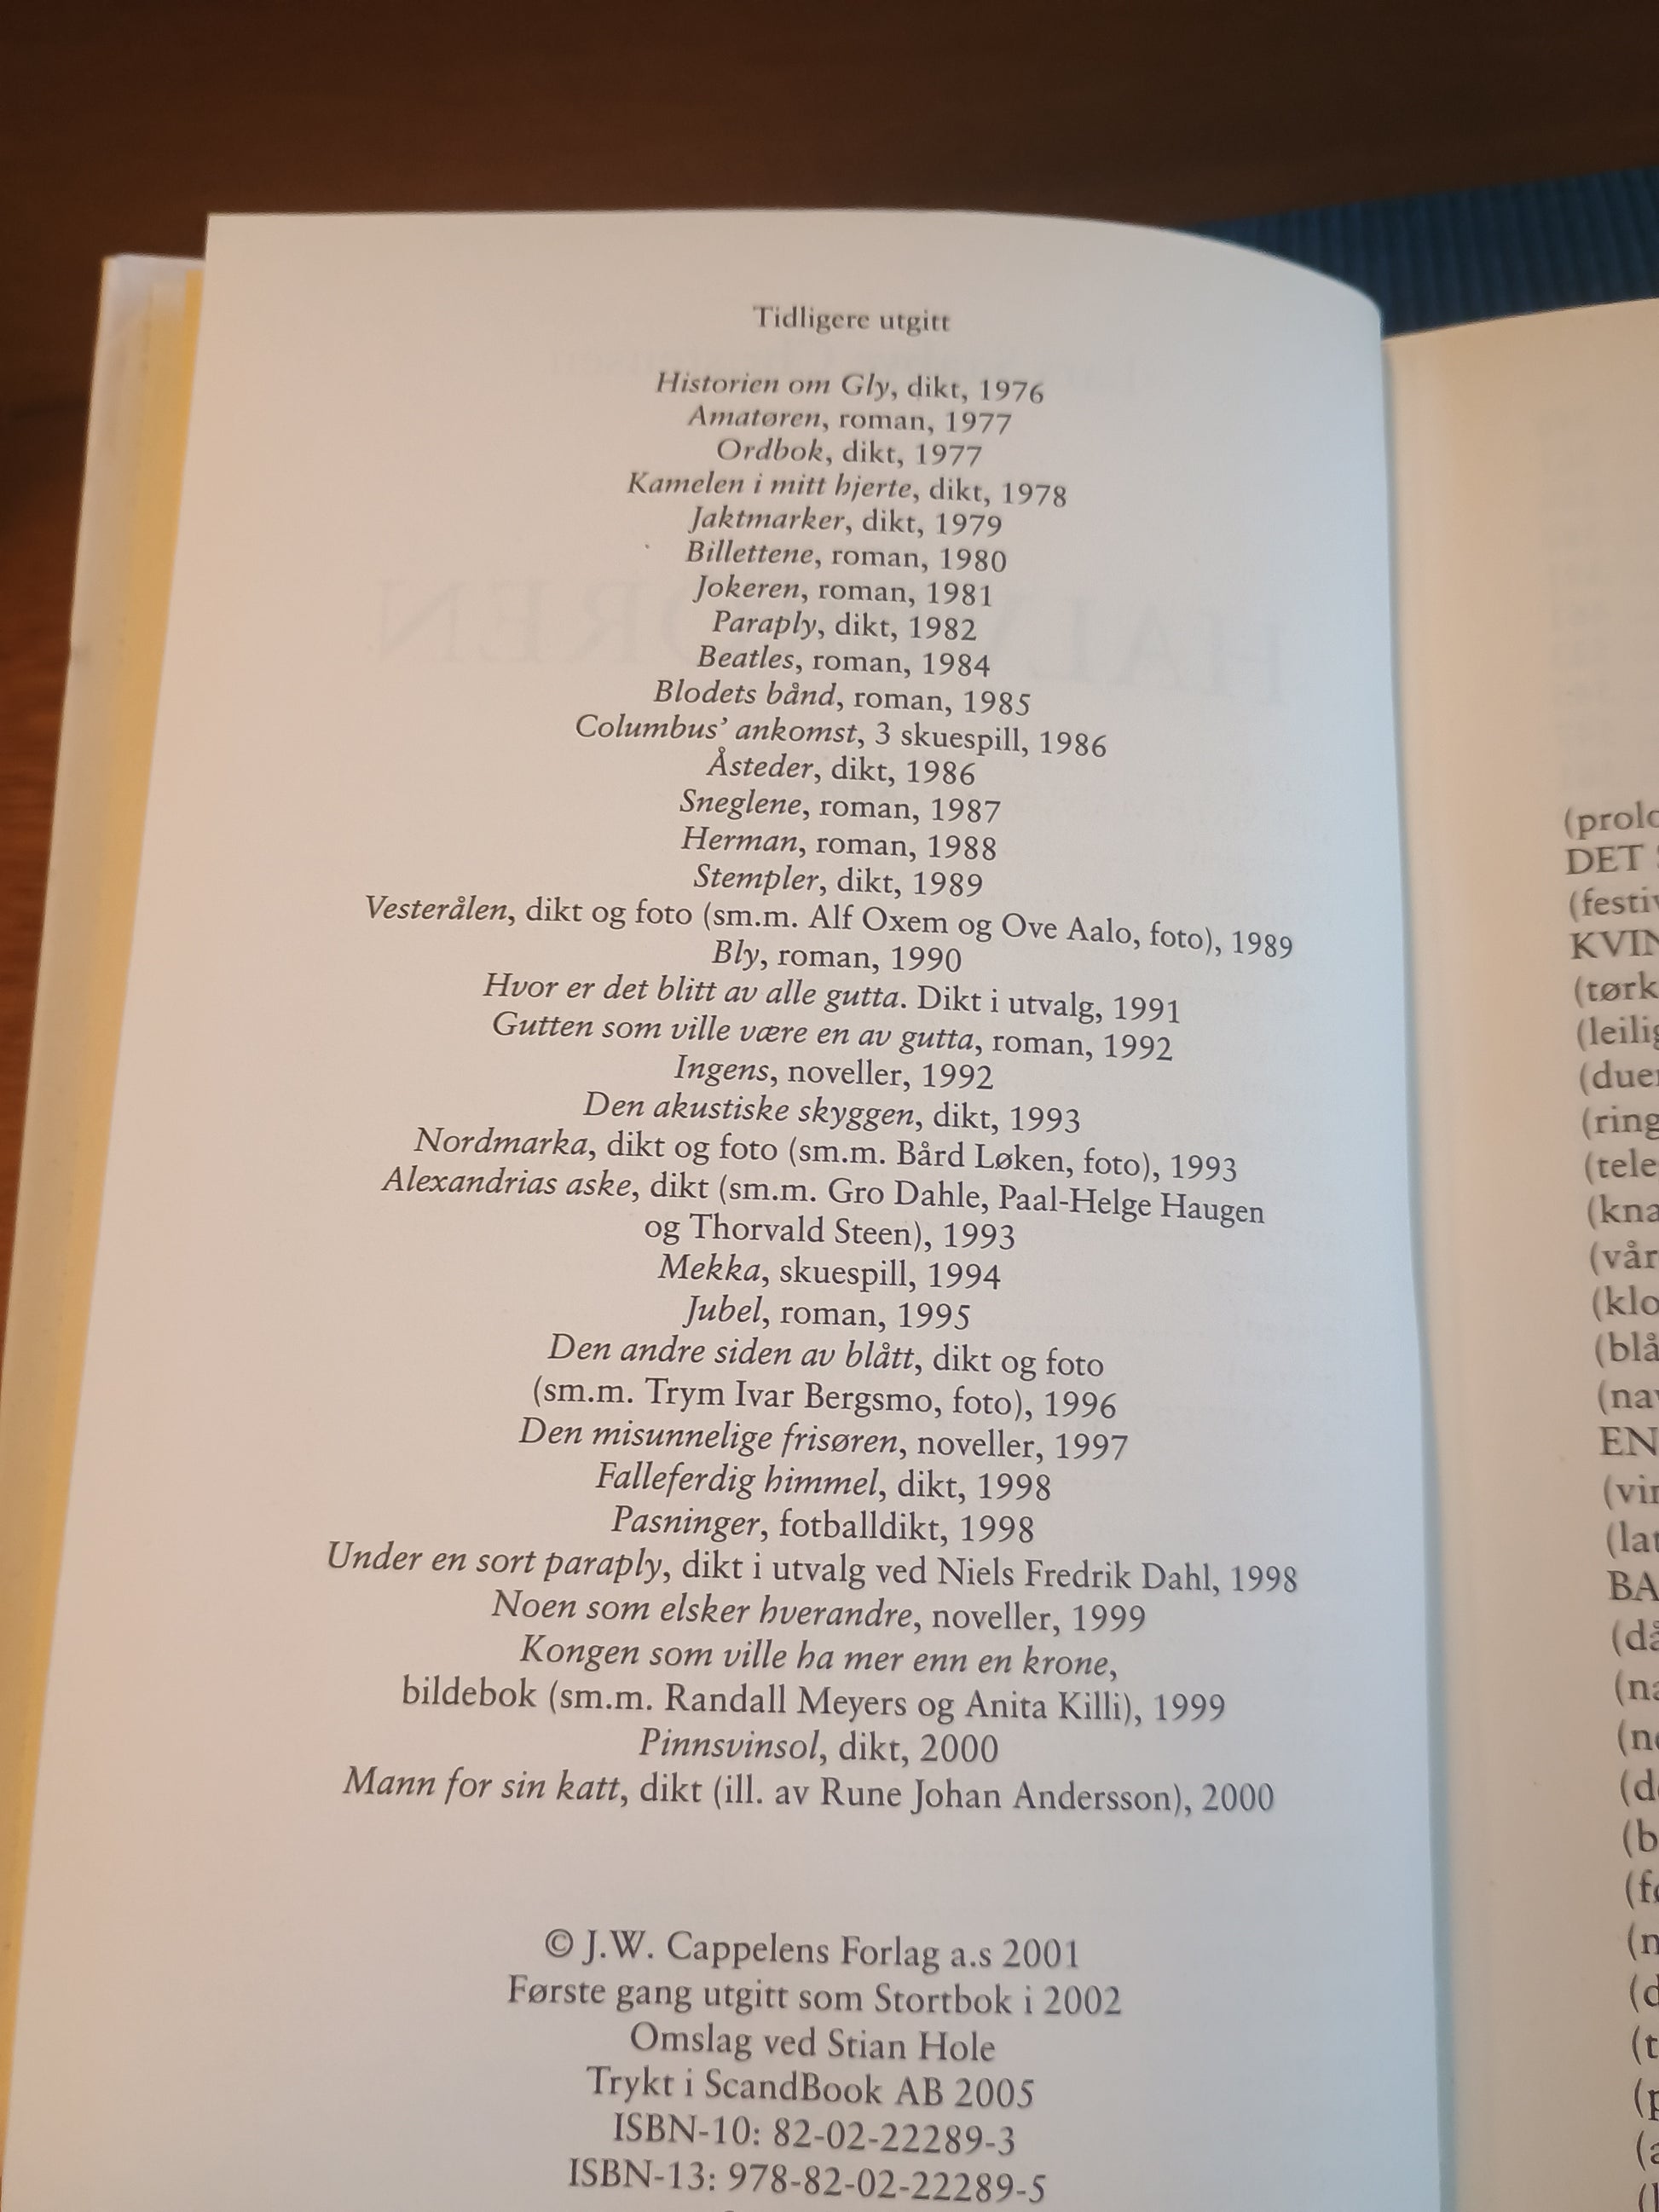 Tidligere utgitt
Historien om Gly, dikt, 1976
Amatøren, roman, 1977
Ordbok, dikt, 1977
Kamelen i mitt hjerte, dikt, 1978
Jaktmarker, dikt, 1979
Billettene, roman, 1980
Jokeren, roman, 1981
Paraply, dikt, 1982
Beatles, roman, 1984
Blodets bånd, roman, 1985
Columbus’ ankomst, 3 skuespill, 1986
Åsteder, dikt, 1986
Sneglene, roman, 1987
Herman, roman, 1988
Stempler, dikt, 1989
Vesterålen, dikt og foto (sm.m. Alf Oxem og Ove Aalo, foto), 1989
Bly, roman, 1990
Hvor er det blitt av alle gutta. Dikt i utvalg, 1991
Gutten som ville være en av gutta, roman, 1992
Ingens, noveller, 1992
Den akustiske skyggen, dikt, 1993
Nordmarka, dikt og foto (sm.m. Bård Løken, foto), 1993
Alexandrias aske, dikt (sm.m. Gro Dahle, Paal-Helge Haugen
og Thorvald Steen), 1993
Mekka, skuespill, 1994
Jubel, roman, 1995
Den andre siden av blått, dikt og foto
(sm.m. Trym Ivar Bergsmo, foto), 1996
Den misunnelige frisøren, noveller, 1997
Falleferdig himmel, dikt, 1998
Pasninger, fotballdikt, 1998
Under en sort paraply, dikt i utvalg ved Niels Fredrik Dahl, 1998
Noen som elsker hverandre, noveller, 1999
Kongen som ville ha mer enn en krone,
bildebok (sm.m. Randall Meyers og Anita Killi), 1999
Pinnsvinsol, dikt, 2000
Mann for sin katt, dikt (ill. av Rune Johan Andersson), 2000
© J.W. Cappelens Forlag a.s 2001
Første gang utgitt som Stortbok i 2002
Omslag ved Stian Hole
Trykt i ScandBook AB 2005
ISBN-10: 82-02-22289-3
ISBN-13: 978-82-02-22289-5
DET
EN